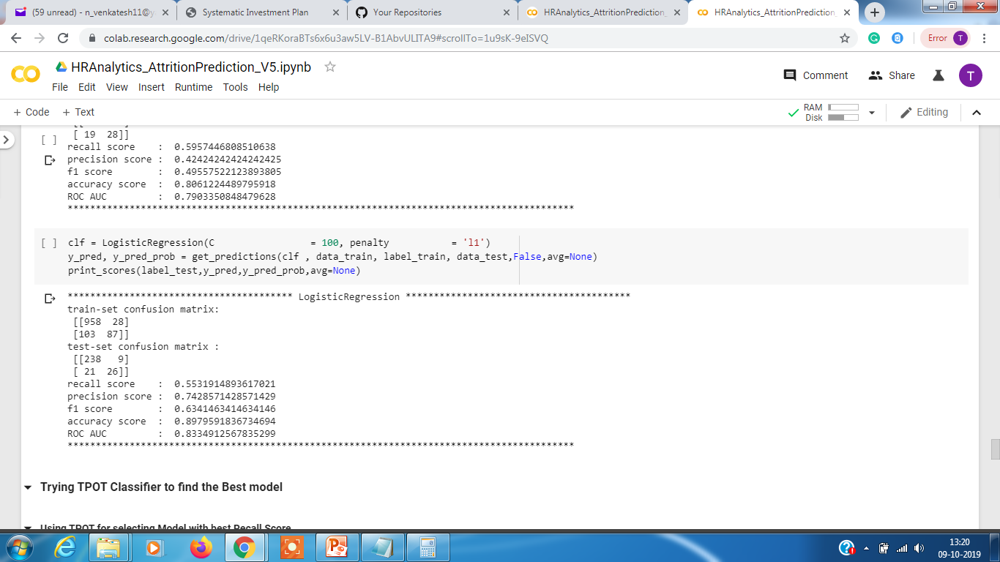 (59 unread) - n_venkatesh11@y
Systematic Investment Plan
Your Repositories
HRAnalytics_AttritionPrediction_
HRAnalytics_AttritionPrediction_
colab.research.google.com/drive/1qeRKoraBTs6x6u3aw5LV-B1AbvULITA9#scrollTo=1u9sK-9eISVQ
Error T
CO HRAnalytics_AttritionPrediction_V5.ipynb
Comment Share T
File Edit View Insert Runtime Tools Help
+ Code + Text
RAM
Disk
Editing
[ ]
[ 19 28]]
recall score : 0.5957446808510638
precision score : 0.42424242424242425
f1 score : 0.49557522123893805
accuracy score : 0.8061224489795918
ROC AUC : 0.7903350848479628
******************************************************************************************
[ ] clf = LogisticRegression(C = 100, penalty = 'l1')
y_pred, y_pred_prob = get_predictions(clf , data_train, label_train, data_test,False,avg=None)
print_scores(label_test,y_pred,y_pred_prob,avg=None)
**************************************** LogisticRegression ****************************************
train-set confusion matrix:
[[958 28]
[103 87]]
test-set confusion matrix :
[[238 9]
[ 21 26]]
recall score : 0.5531914893617021
precision score : 0.7428571428571429
f1 score : 0.6341463414634146
accuracy score : 0.8979591836734694
ROC AUC : 0.8334912567835299
******************************************************************************************
Trying TPOT Classifier to find the Best model
Using TPOT for selecting Model with best Recall Score
13:20
09-10-2019